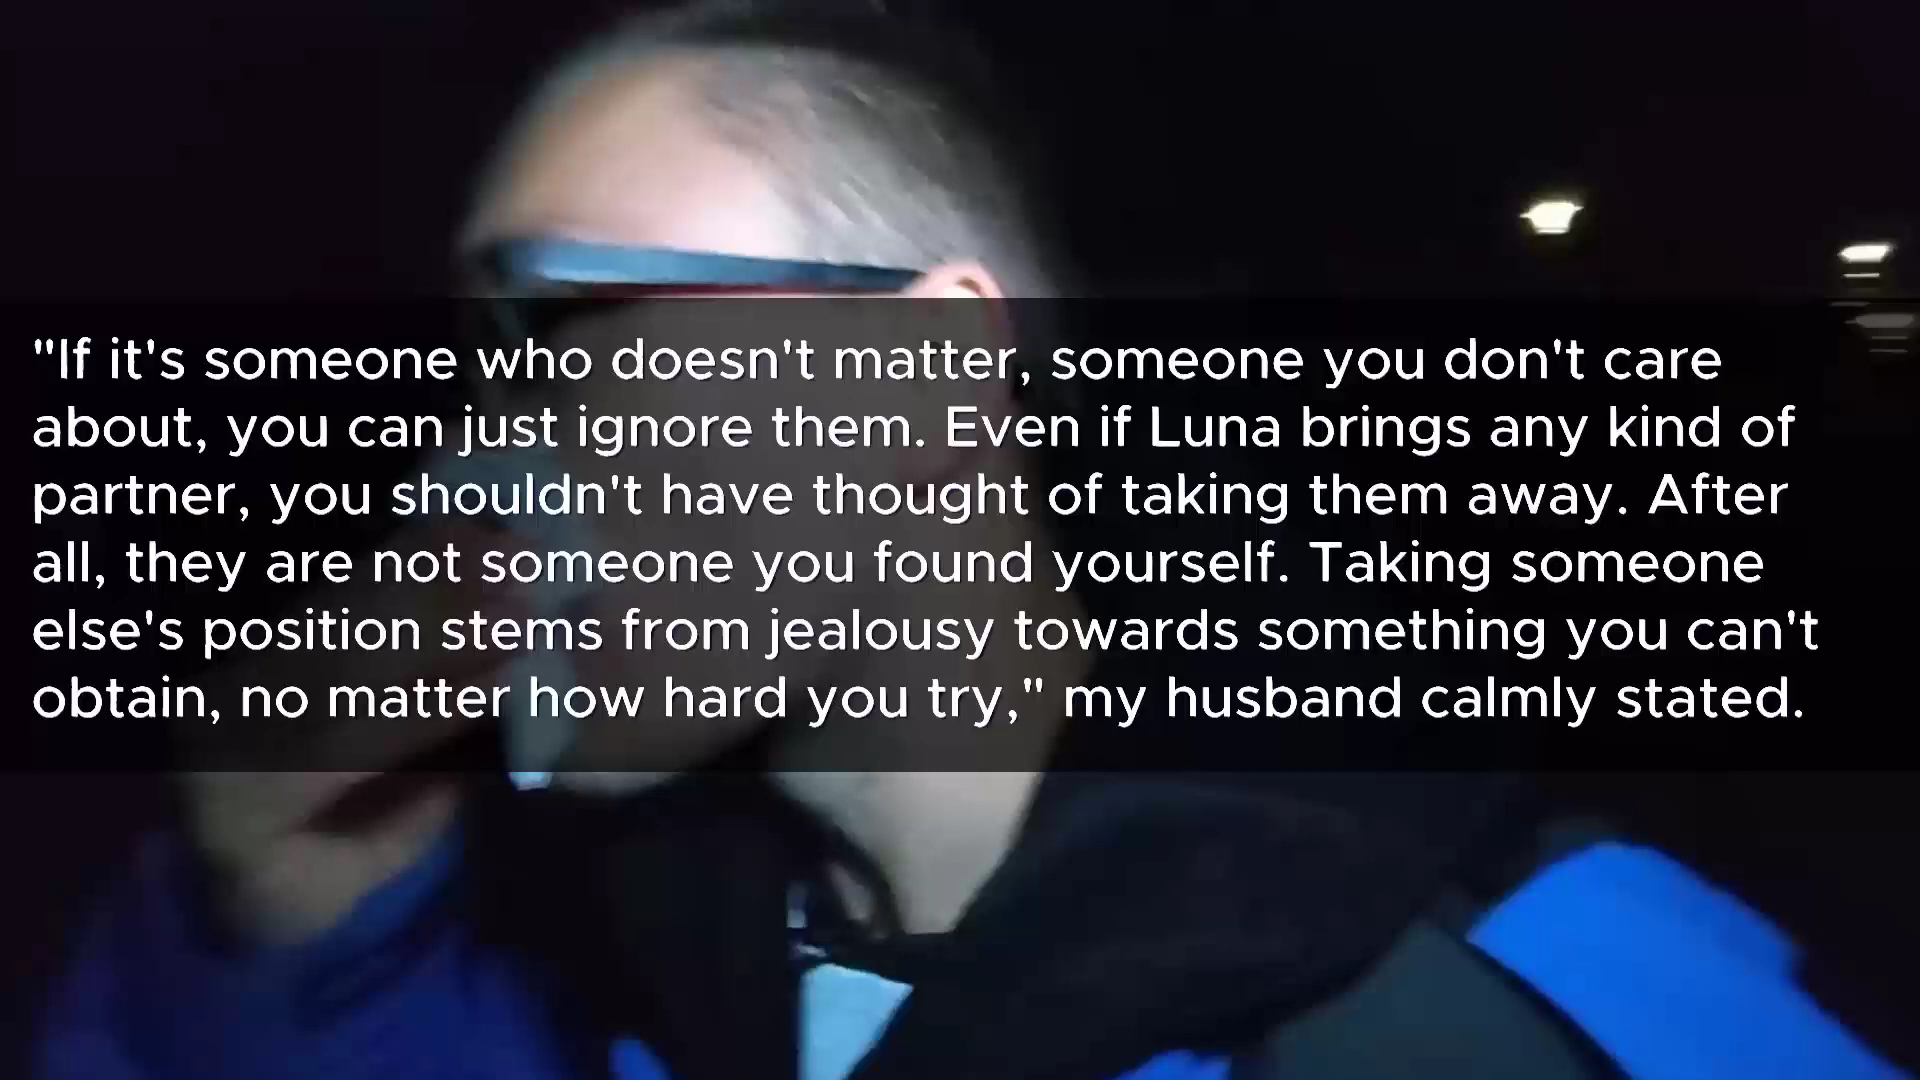 "If it's someone who doesn't matter, someone you don't care
about, you can just ignore them. Even if Luna brings any kind of
partner, you shouldn't have thought of taking them away. After
all, they are not someone you found yourself. Taking someone
else's position stems from jealousy towards something you can't
obtain, no matter how hard you try," my husband calmly stated.